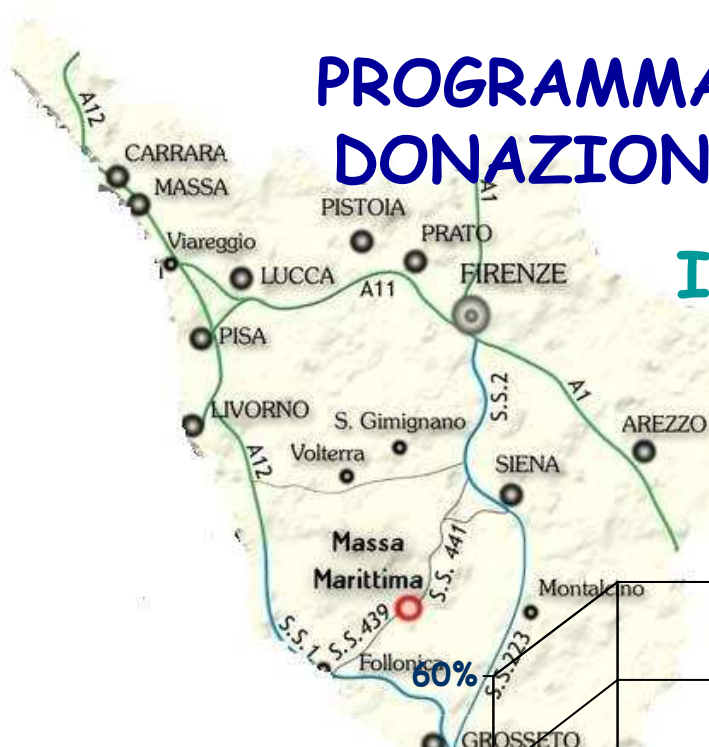 PROGRAMMA
DONAZION
I
A12
CARRARA
MASSA
A1
PISTOIA
PRATO
Viareggio
LUCCA
A11
FIRENZE
PISA
S.S.2
A1
LIVORNO
S. Gimignano
AREZZO
A12
Volterra
SIENA
S.S. 441
Massa
Marittima
Montalcino
S.S.1
S.S.439
Follonica
60%
S.S.223
GROSSETO